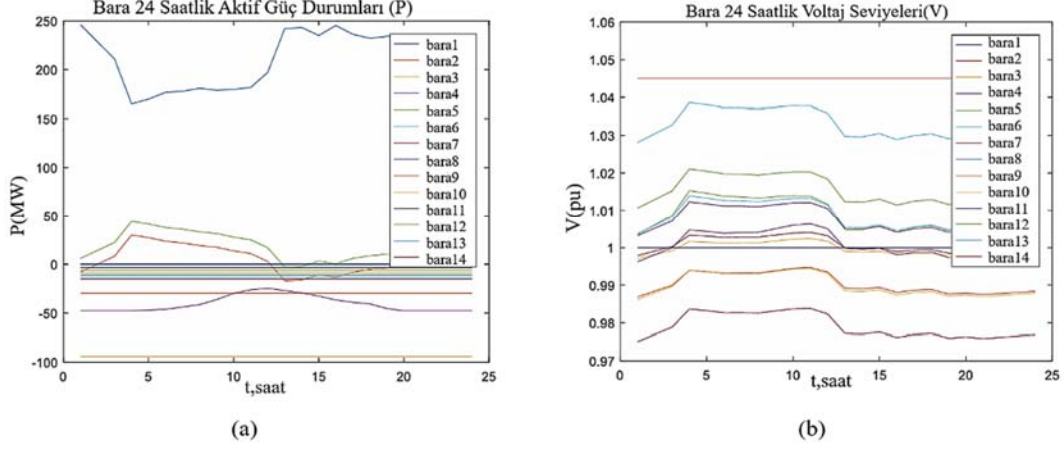 Bara 24 Saatlik Aktif Güç Durumları (P)
250
200
150
100
50
0
-50
-100
P(MW)
0 5 10 15 20 25
t,saat
bara1
bara2
bara3
bara4
bara5
bara6
bara7
bara8
bara9
bara10
bara11
bara12
bara13
bara14
(a)
Bara 24 Saatlik Voltaj Seviyeleri(V)
1.06
1.05
1.04
1.03
1.02
1.01
1
0.99
0.98
0.97
V(pu)
0 5 10 15 20 25
t,saat
bara1
bara2
bara3
bara4
bara5
bara6
bara7
bara8
bara9
bara10
bara11
bara12
bara13
bara14
(b)